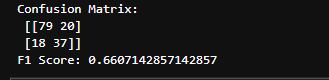 Confusion Matrix:
[[79 20]
[18 37]]
F1 Score: 0.6607142857142857